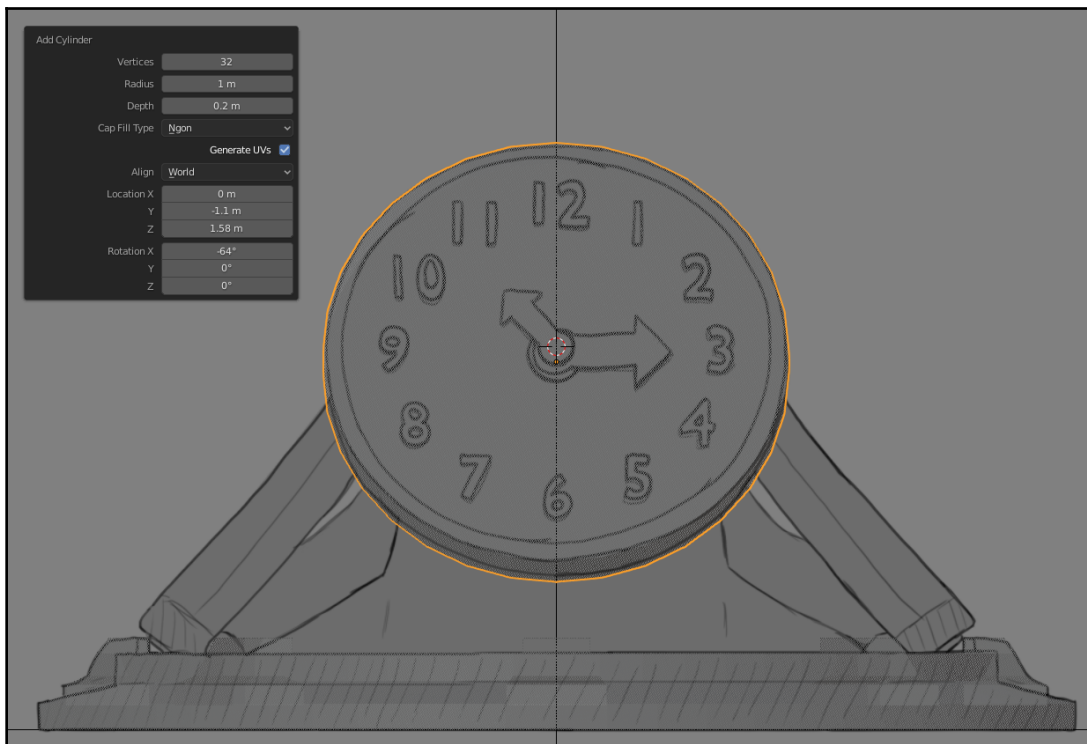 Add Cylinder
Vertices 32
Radius 1 m
Depth 0.2 m
Cap Fill Type Ngon
Generate UVs
Align World
Location X 0 m
Y -1.1 m
Z 1.58 m
Rotation X -64°
Y 0°
Z 0°
12
11 1
10 2
9 3
8 4
7 5
6